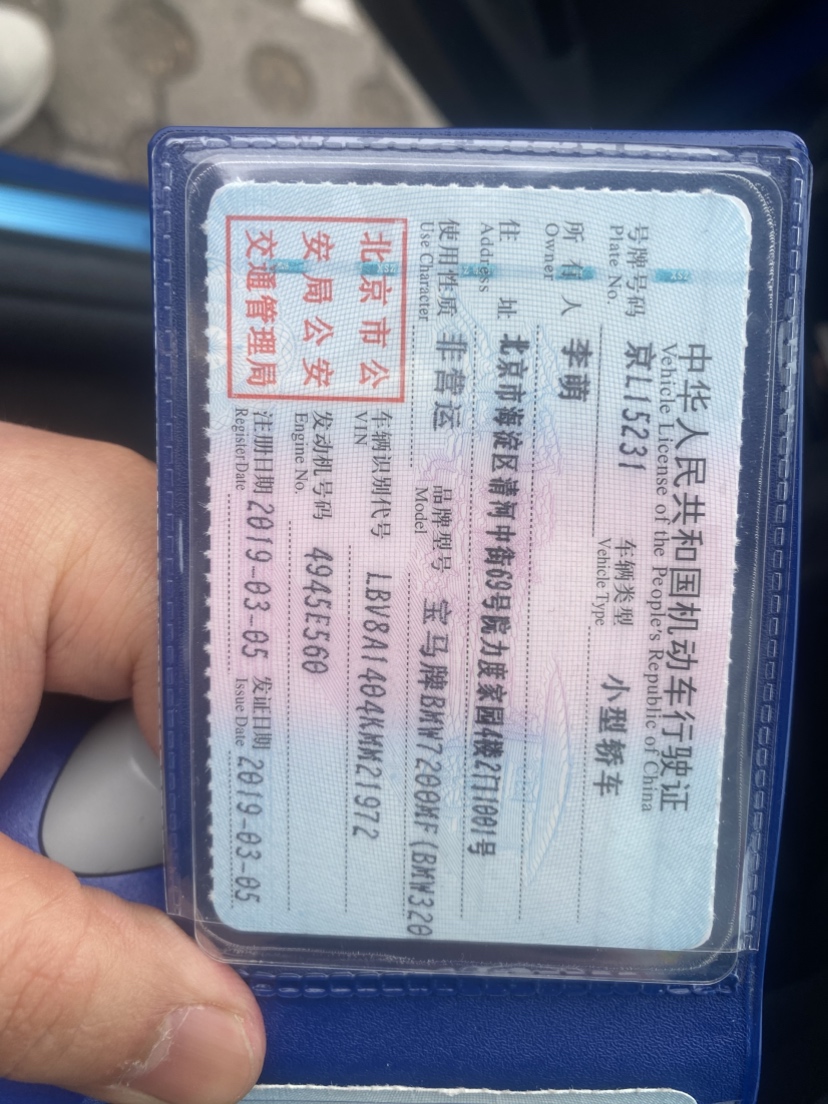 中华人民共和国机动车行驶证
Vehicle License of the People's Republic of China
号牌号码 京L15231 车辆类型 小型轿车
Plate No. Vehicle Type
所有人 李萌
Owner
住址 北京市海淀区清河中街69号院力度家园4楼2门1001号
Address
使用性质 非营运 品牌型号 宝马牌BMW7200MF(BMW320
Use Character Model
北京市公
安局公安
交通管理局
车辆识别代号 LBV8A1404KMM21972
VIN
发动机号码 4945E560
Engine No.
注册日期 2019-03-05 发证日期 2019-03-05
Register Date Issue Date